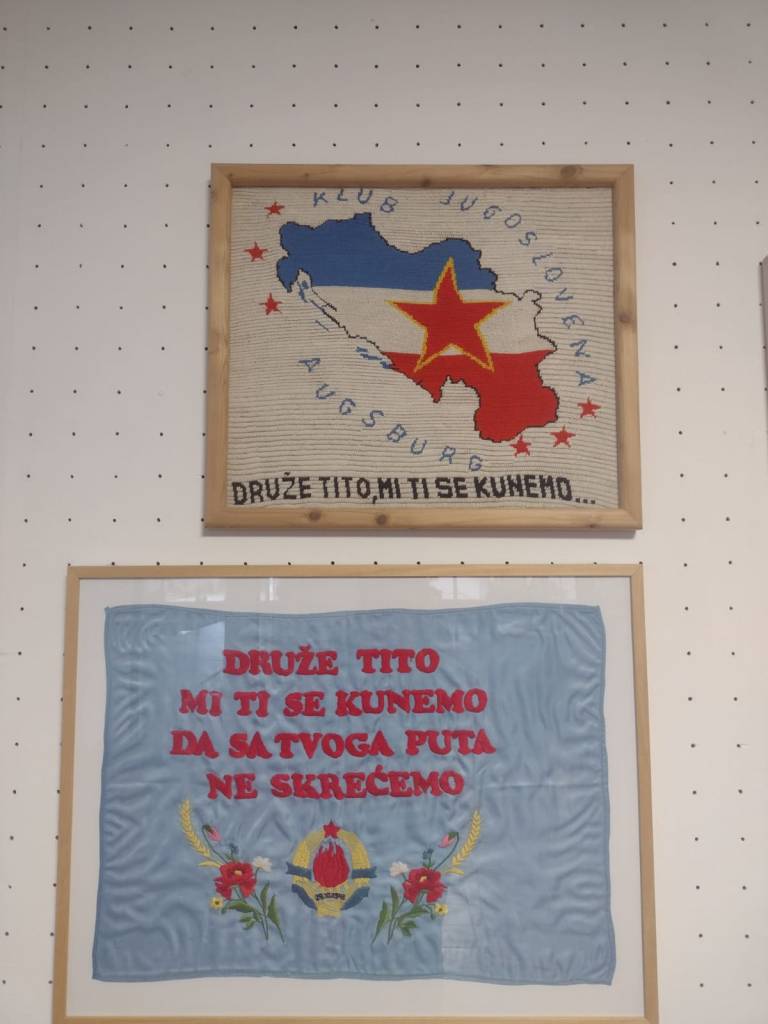 KLUB JUGOSLOVENA
AUGSBURG
DRUŽE TITO, MI TI SE KUNEMO...
DRUŽE TITO
MI TI SE KUNEMO
DA SA TVOGA PUTA
NE SKREĆEMO